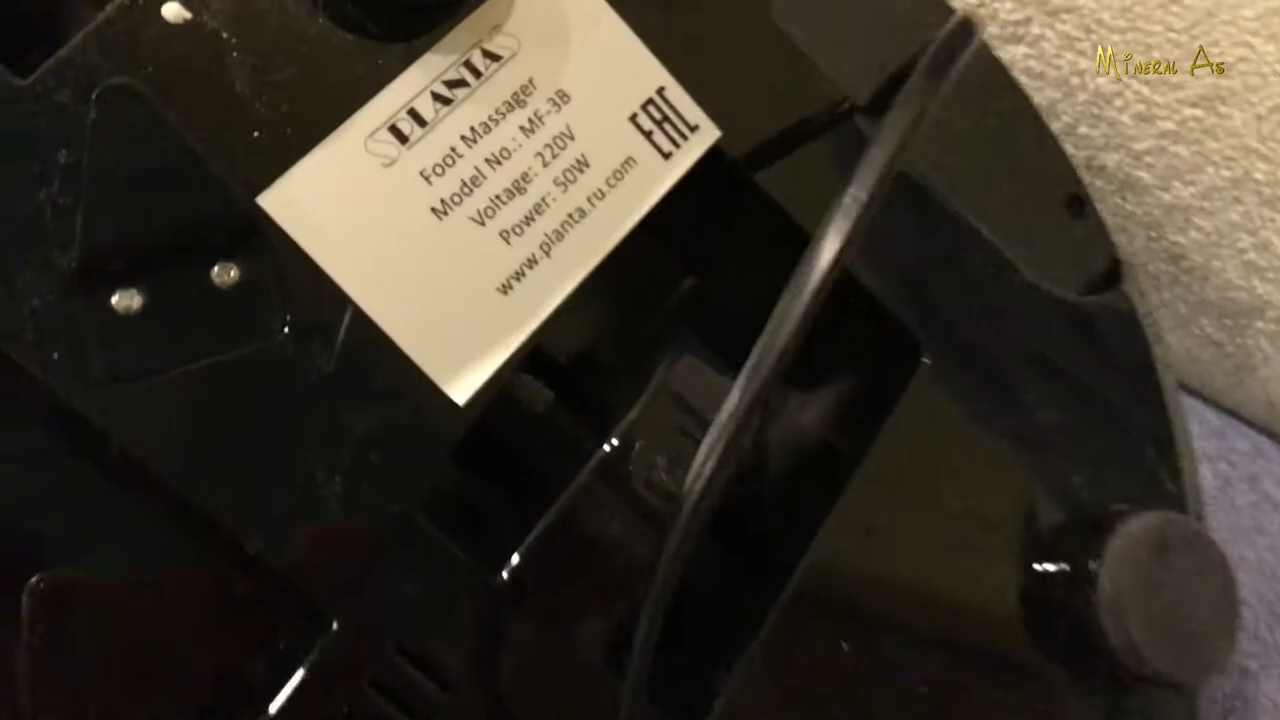 Mineral As
PLANTA
Foot Massager
Model No.: MF-3B
Voltage: 220V
Power: 50W
www.planta.ru.com
EAC